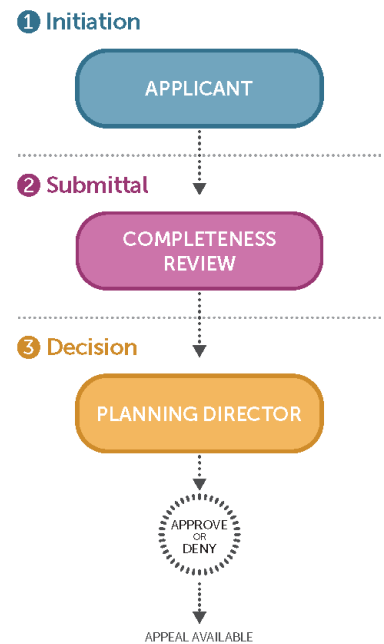 1 Initiation
APPLICANT
2 Submittal
COMPLETENESS
REVIEW
3 Decision
PLANNING DIRECTOR
APPROVE
OR
DENY
APPEAL AVAILABLE